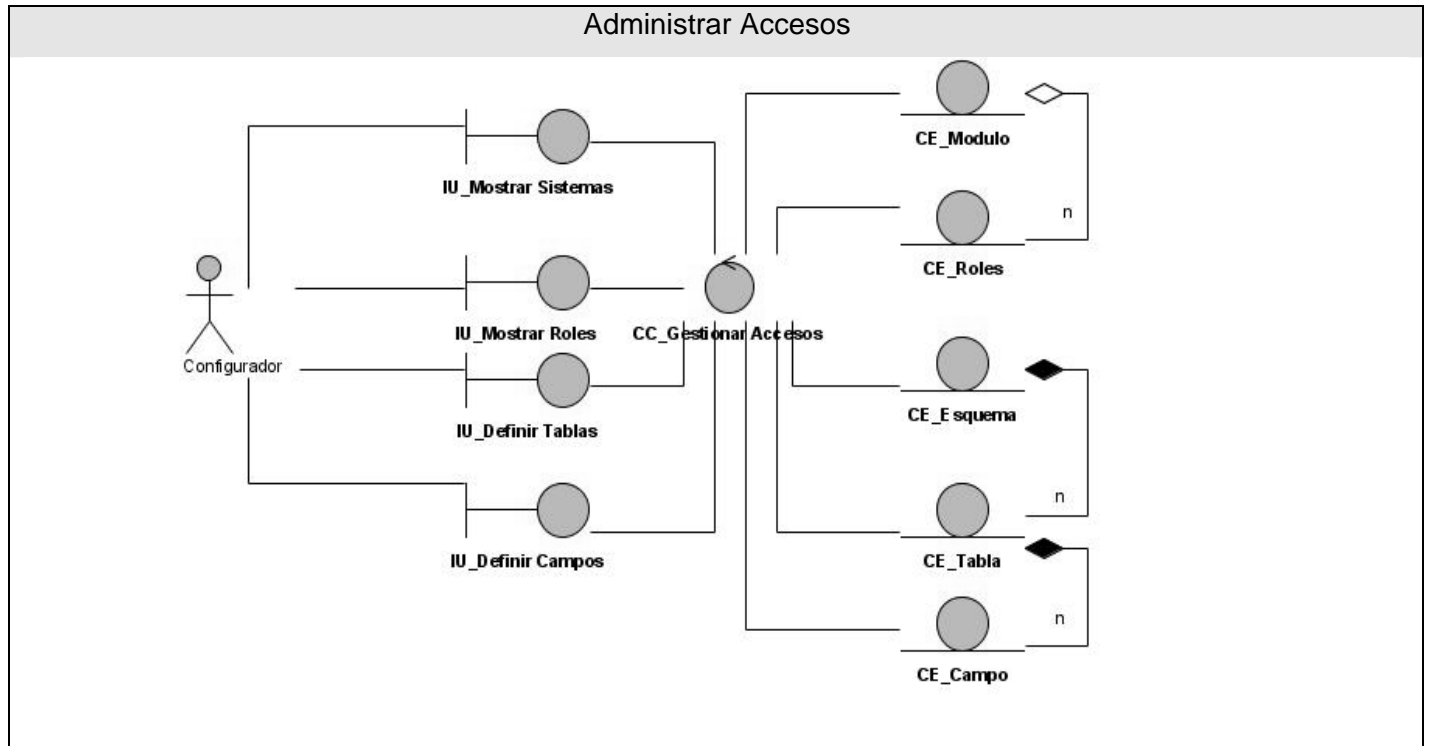 Administrar Accesos
CE_Modulo
IU_Mostrar Sistemas
n
CE_Roles
IU_Mostrar Roles
CC_Gestionar Accesos
Configurador
CE_Esquema
IU_Definir Tablas
n
IU_Definir Campos
CE_Tabla
n
CE_Campo